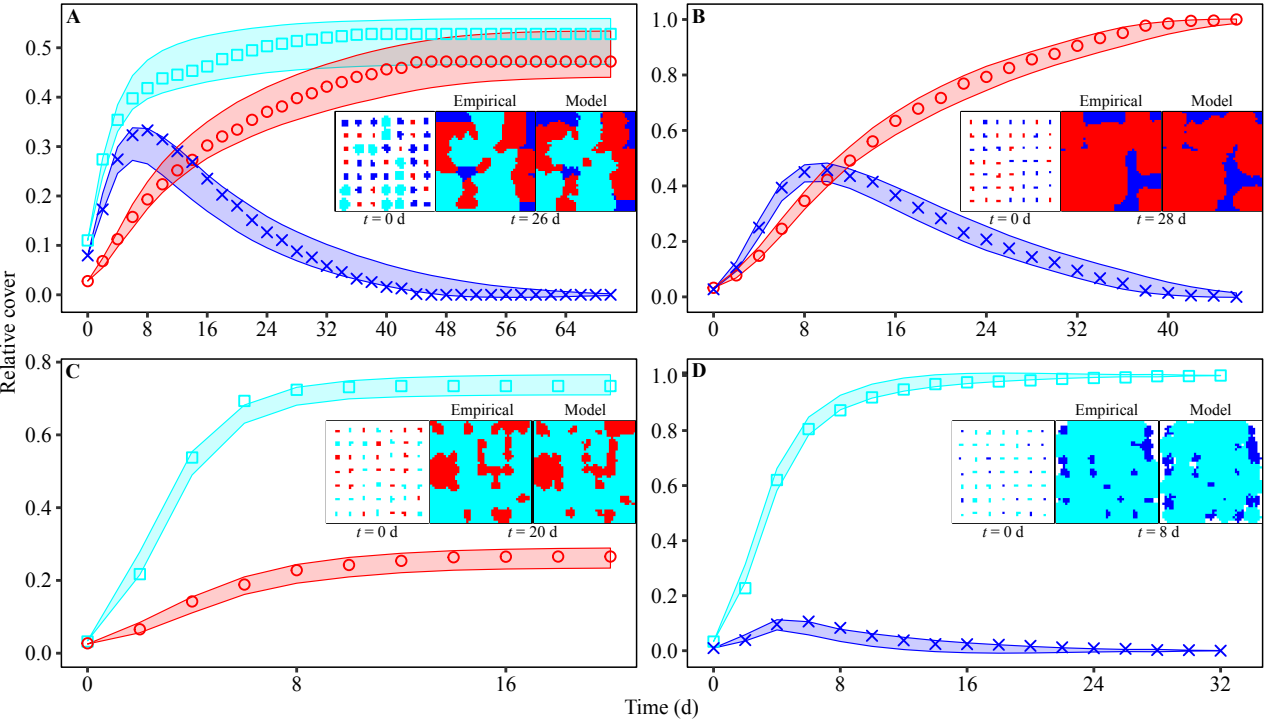 A
0.5
0.4
0.3
0.2
0.1
0.0
Empirical Model
t = 0 d t = 26 d
0 8 16 24 32 40 48 56 64
B
1.0
0.8
0.6
0.4
0.2
0.0
Empirical Model
t = 0 d t = 28 d
0 8 16 24 32 40
Relative cover
C
0.8
0.6
0.4
0.2
0.0
Empirical Model
t = 0 d t = 20 d
0 8 16
D
1.0
0.8
0.6
0.4
0.2
0.0
Empirical Model
t = 0 d t = 8 d
0 8 16 24 32
Time (d)